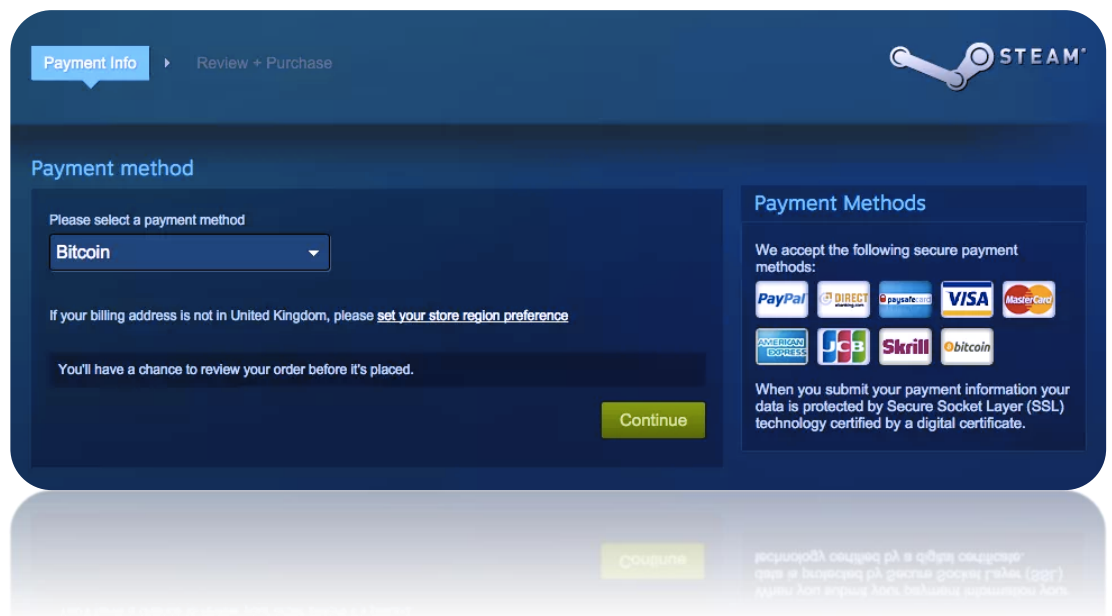 Payment Info
Review + Purchase
STEAM
Payment method
Please select a payment method
Bitcoin
If your billing address is not in United Kingdom, please set your store region preference
You'll have a chance to review your order before it's placed.
Continue
Payment Methods
We accept the following secure payment
methods:
PayPal
DIRECT
paysafecard
VISA
MasterCard
AMERICAN
EXPRESS
JCB
Skrill
bitcoin
When you submit your payment information your
data is protected by Secure Socket Layer (SSL)
technology certified by a digital certificate.